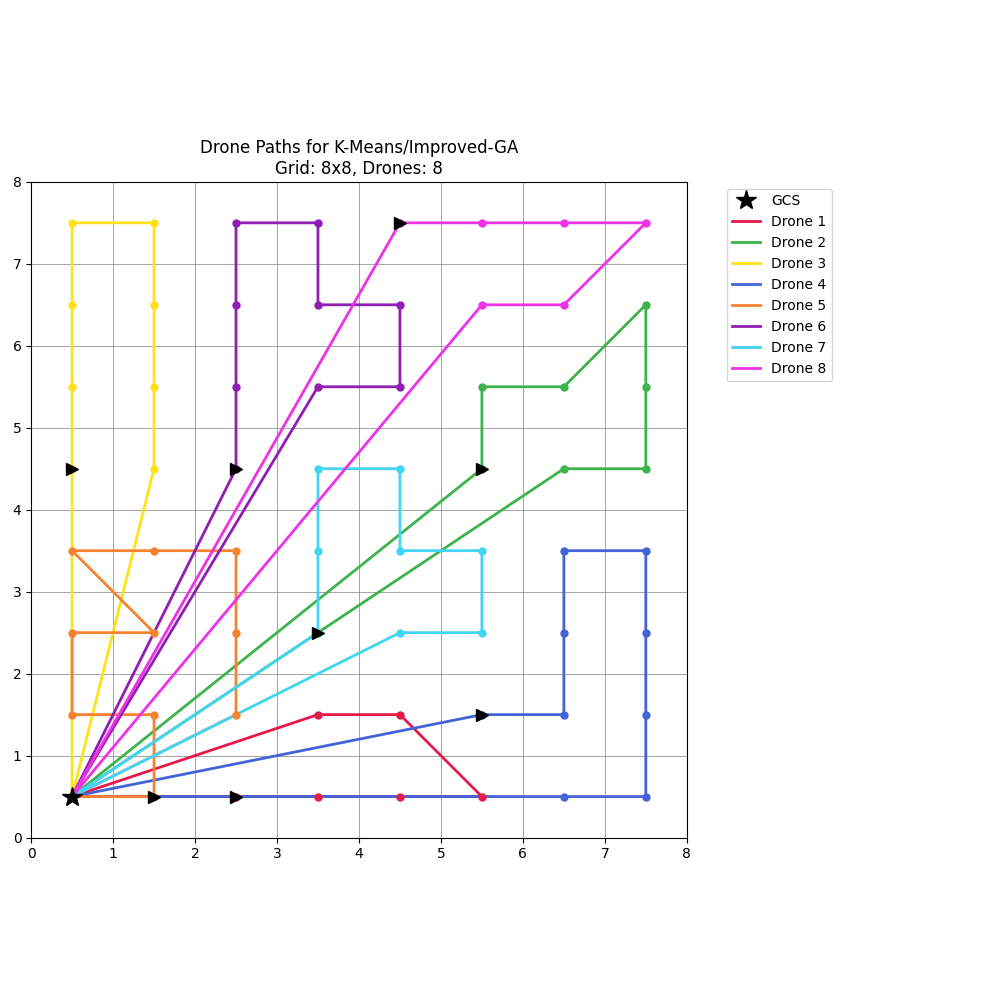 Drone Paths for K-Means/Improved-GA
Grid: 8x8, Drones: 8
8
7
6
5
4
3
2
1
0
0 1 2 3 4 5 6 7 8
GCS
Drone 1
Drone 2
Drone 3
Drone 4
Drone 5
Drone 6
Drone 7
Drone 8